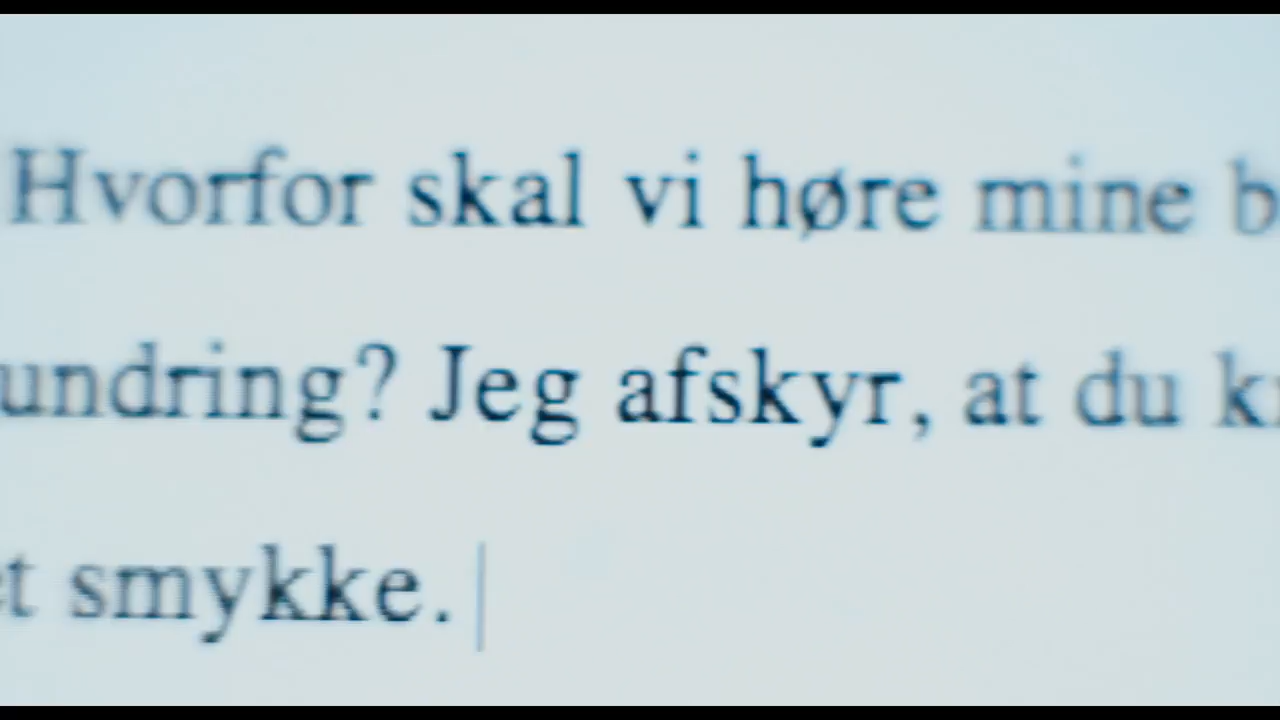 Hvorfor skal vi høre mine b
undring? Jeg afskyr, at du k
t smykke.